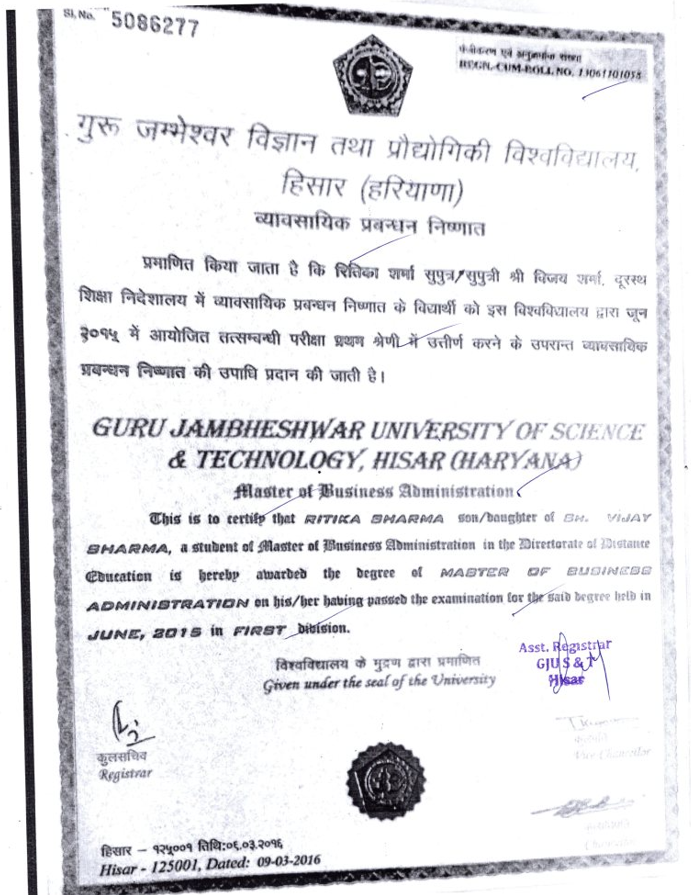 Sl. No. 5086277
पंजीकरण एवं अनुक्रमांक संख्या
REGN.-CUM-ROLL NO. 13061101058
गुरू जम्भेश्वर विज्ञान तथा प्रौद्योगिकी विश्वविद्यालय,
हिसार (हरियाणा)
व्यावसायिक प्रबन्धन निष्णात
प्रमाणित किया जाता है कि रितिका शर्मा सुपुत्र/सुपुत्री श्री विजय शर्मा, दूरस्थ
शिक्षा निदेशालय में व्यावसायिक प्रबन्धन निष्णात के विद्यार्थी को इस विश्वविद्यालय द्वारा जून
२०१५ में आयोजित तत्सम्बन्धी परीक्षा प्रथम श्रेणी में उत्तीर्ण करने के उपरान्त व्यावसायिक
प्रबन्धन निष्णात की उपाधि प्रदान की जाती है।
GURU JAMBHESHWAR UNIVERSITY OF SCIENCE
& TECHNOLOGY, HISAR (HARYANA)
Master of Business Administration
This is to certify that RITIKA SHARMA son/daughter of SH. VIJAY
SHARMA, a student of Master of Business Administration in the Directorate of Distance
Education is hereby awarded the degree of MASTER OF BUSINESS
ADMINISTRATION on his/her having passed the examination for the said degree held in
JUNE, 2015 in FIRST division.
विश्वविद्यालय के मुद्रण द्वारा प्रमाणित
Given under the seal of the University
Asst. Registrar
GJUS&T
Hisar
कुलसचिव
Registrar
कुलपति
Vice Chancellor
Chancellor
हिसार - १२५००१ तिथि:०६.०३.२०१६
Hisar - 125001, Dated: 09-03-2016